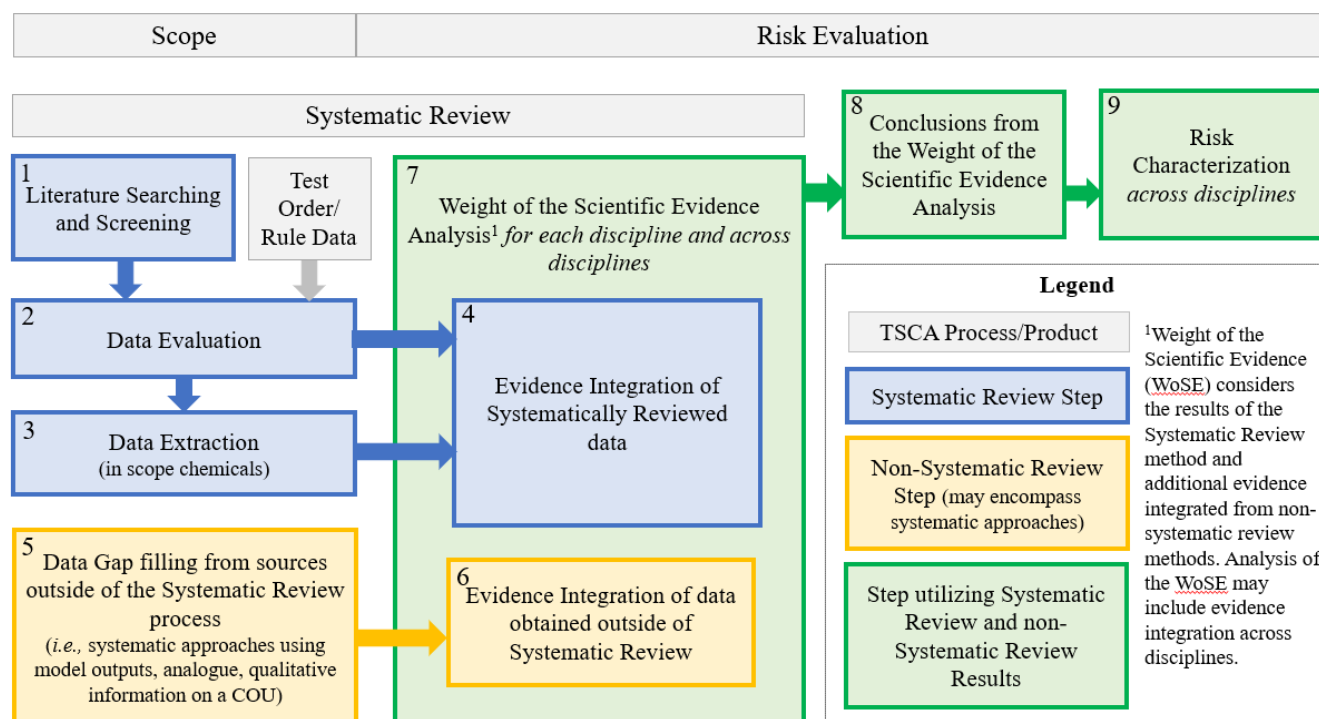 Scope
Risk Evaluation
Systematic Review
1
Literature Searching
and Screening
Test
Order/
Rule Data
2
Data Evaluation
3
Data Extraction
(in scope chemicals)
5
Data Gap filling from sources
outside of the Systematic Review
process
(i.e., systematic approaches using
model outputs, analogue, qualitative
information on a COU)
7
Weight of the Scientific Evidence
Analysis¹ for each discipline and across
disciplines
4
Evidence Integration of
Systematically Reviewed
data
6
Evidence Integration of data
obtained outside of
Systematic Review
8
Conclusions from
the Weight of the
Scientific Evidence
Analysis
9
Risk
Characterization
across disciplines
Legend
TSCA Process/Product
Systematic Review Step
Non-Systematic Review
Step (may encompass
systematic approaches)
Step utilizing Systematic
Review and non-
Systematic Review
Results
¹Weight of the
Scientific Evidence
(WoSE) considers
the results of the
Systematic Review
method and
additional evidence
integrated from non-
systematic review
methods. Analysis of
the WoSE may
include evidence
integration across
disciplines.